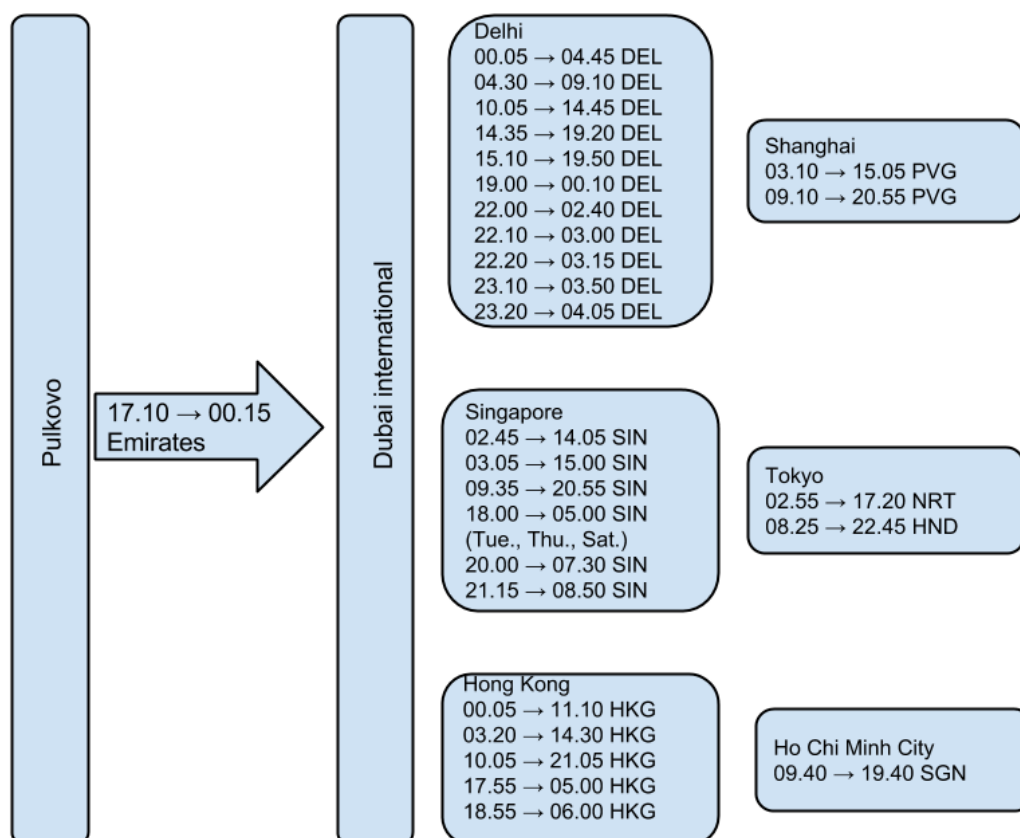 Pulkovo
17.10 → 00.15
Emirates
Dubai international
Delhi
00.05 → 04.45 DEL
04.30 → 09.10 DEL
10.05 → 14.45 DEL
14.35 → 19.20 DEL
15.10 → 19.50 DEL
19.00 → 00.10 DEL
22.00 → 02.40 DEL
22.10 → 03.00 DEL
22.20 → 03.15 DEL
23.10 → 03.50 DEL
23.20 → 04.05 DEL
Shanghai
03.10 → 15.05 PVG
09.10 → 20.55 PVG
Singapore
02.45 → 14.05 SIN
03.05 → 15.00 SIN
09.35 → 20.55 SIN
18.00 → 05.00 SIN
(Tue., Thu., Sat.)
20.00 → 07.30 SIN
21.15 → 08.50 SIN
Tokyo
02.55 → 17.20 NRT
08.25 → 22.45 HND
Hong Kong
00.05 → 11.10 HKG
03.20 → 14.30 HKG
10.05 → 21.05 HKG
17.55 → 05.00 HKG
18.55 → 06.00 HKG
Ho Chi Minh City
09.40 → 19.40 SGN